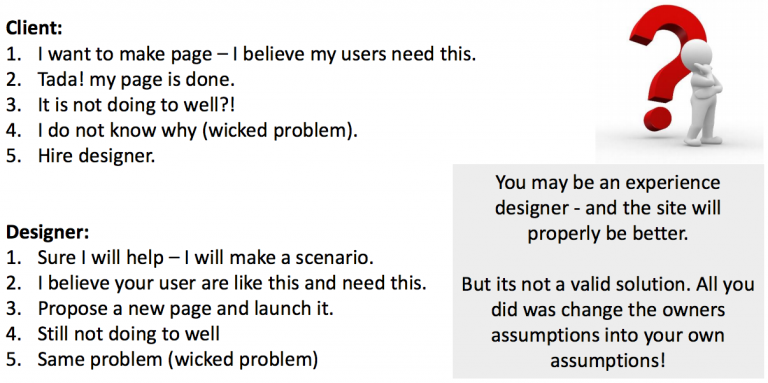 Client:
1. I want to make page – I believe my users need this.
2. Tada! my page is done.
3. It is not doing to well?!
4. I do not know why (wicked problem).
5. Hire designer.
Designer:
1. Sure I will help – I will make a scenario.
2. I believe your user are like this and need this.
3. Propose a new page and launch it.
4. Still not doing to well
5. Same problem (wicked problem)
You may be an experience
designer - and the site will
properly be better.
But its not a valid solution. All you
did was change the owners
assumptions into your own
assumptions!